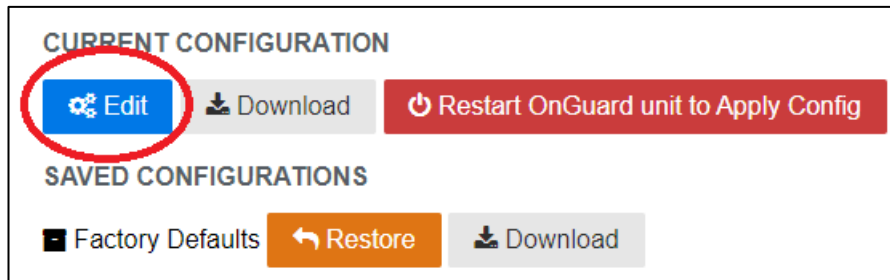 CURRENT CONFIGURATION
Edit Download Restart OnGuard unit to Apply Config
SAVED CONFIGURATIONS
Factory Defaults Restore Download